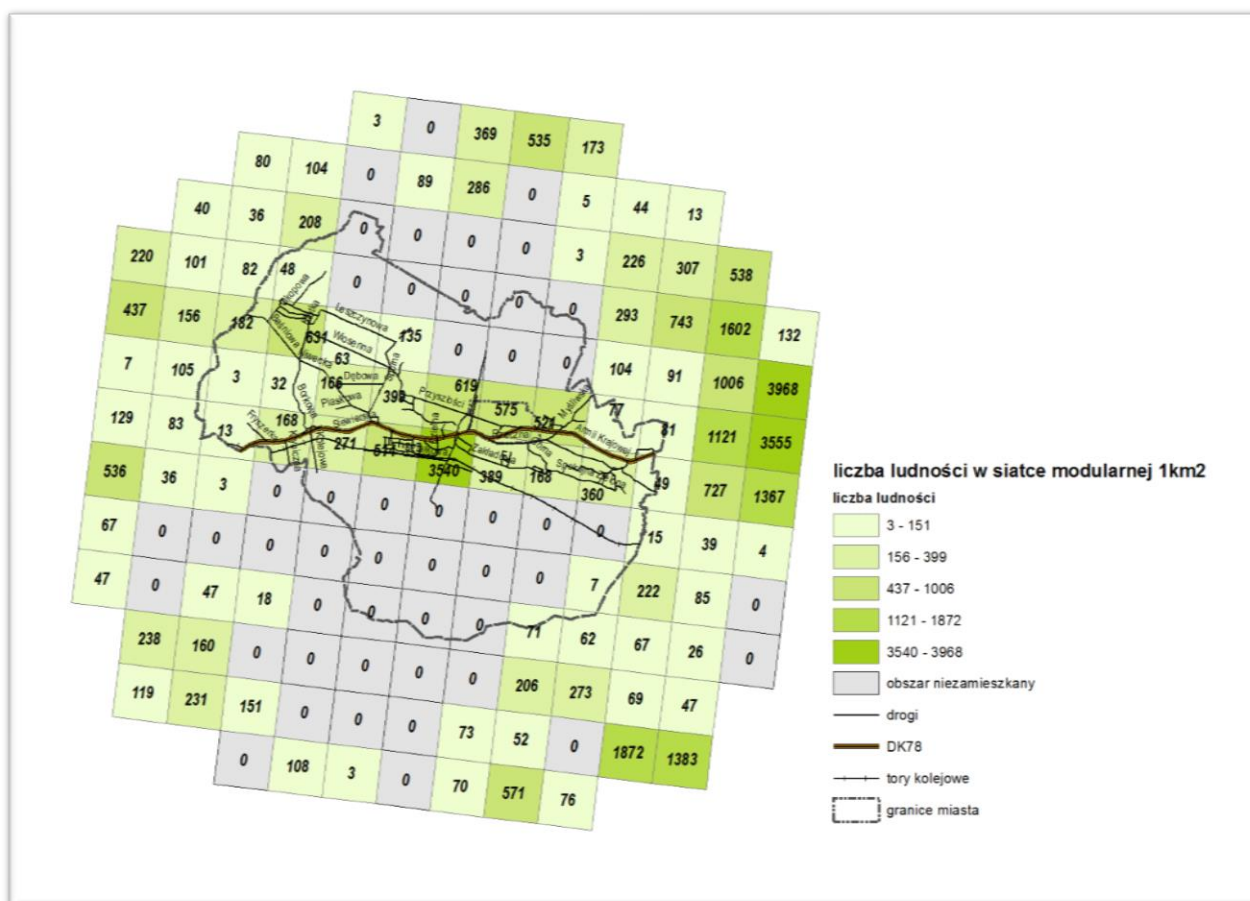 3 0 369 535 173
80 104 0 89 286 0 5 44 13
40 36 208 0 0 0 0 3 226 307 538
220 101 82 48 0 0 0 0 0 293 743 1602 132
437 156 182 631 135 0 0 0 104 91 1006 3968
7 105 3 32 166 63 399 619 575 521 77 81 1121 3555
129 83 13 168 271 511 3540 389 51 168 360 49 727 1367
536 36 3 0 0 0 0 0 0 0 15 39 4
67 0 0 0 0 0 0 0 0 7 222 85 0
47 0 47 18 0 0 0 0 71 62 67 26 0
238 160 0 0 0 0 0 206 273 69 47
119 231 151 0 0 0 73 52 0 1872 1383
0 108 3 0 70 571 76
Leszczynowa
Wosenna
Dębowa
Piaskowa
Siewierska
Przyszłości
Armii Krajowej
liczba ludności w siatce modularnej 1km2
liczba ludności
3 - 151
156 - 399
437 - 1006
1121 - 1872
3540 - 3968
obszar niezamieszkany
drogi
DK78
tory kolejowe
granice miasta